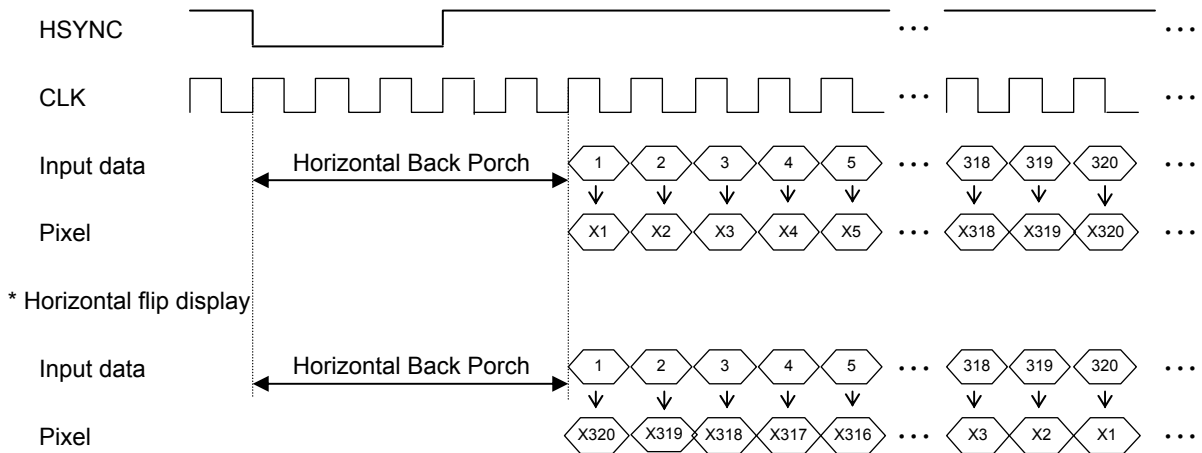 HSYNC ... ...
CLK ... ...
Input data Horizontal Back Porch 1 2 3 4 5 ... 318 319 320 ...
Pixel X1 X2 X3 X4 X5 ... X318 X319 X320 ...
* Horizontal flip display
Input data Horizontal Back Porch 1 2 3 4 5 ... 318 319 320 ...
Pixel X320 X319 X318 X317 X316 ... X3 X2 X1 ...